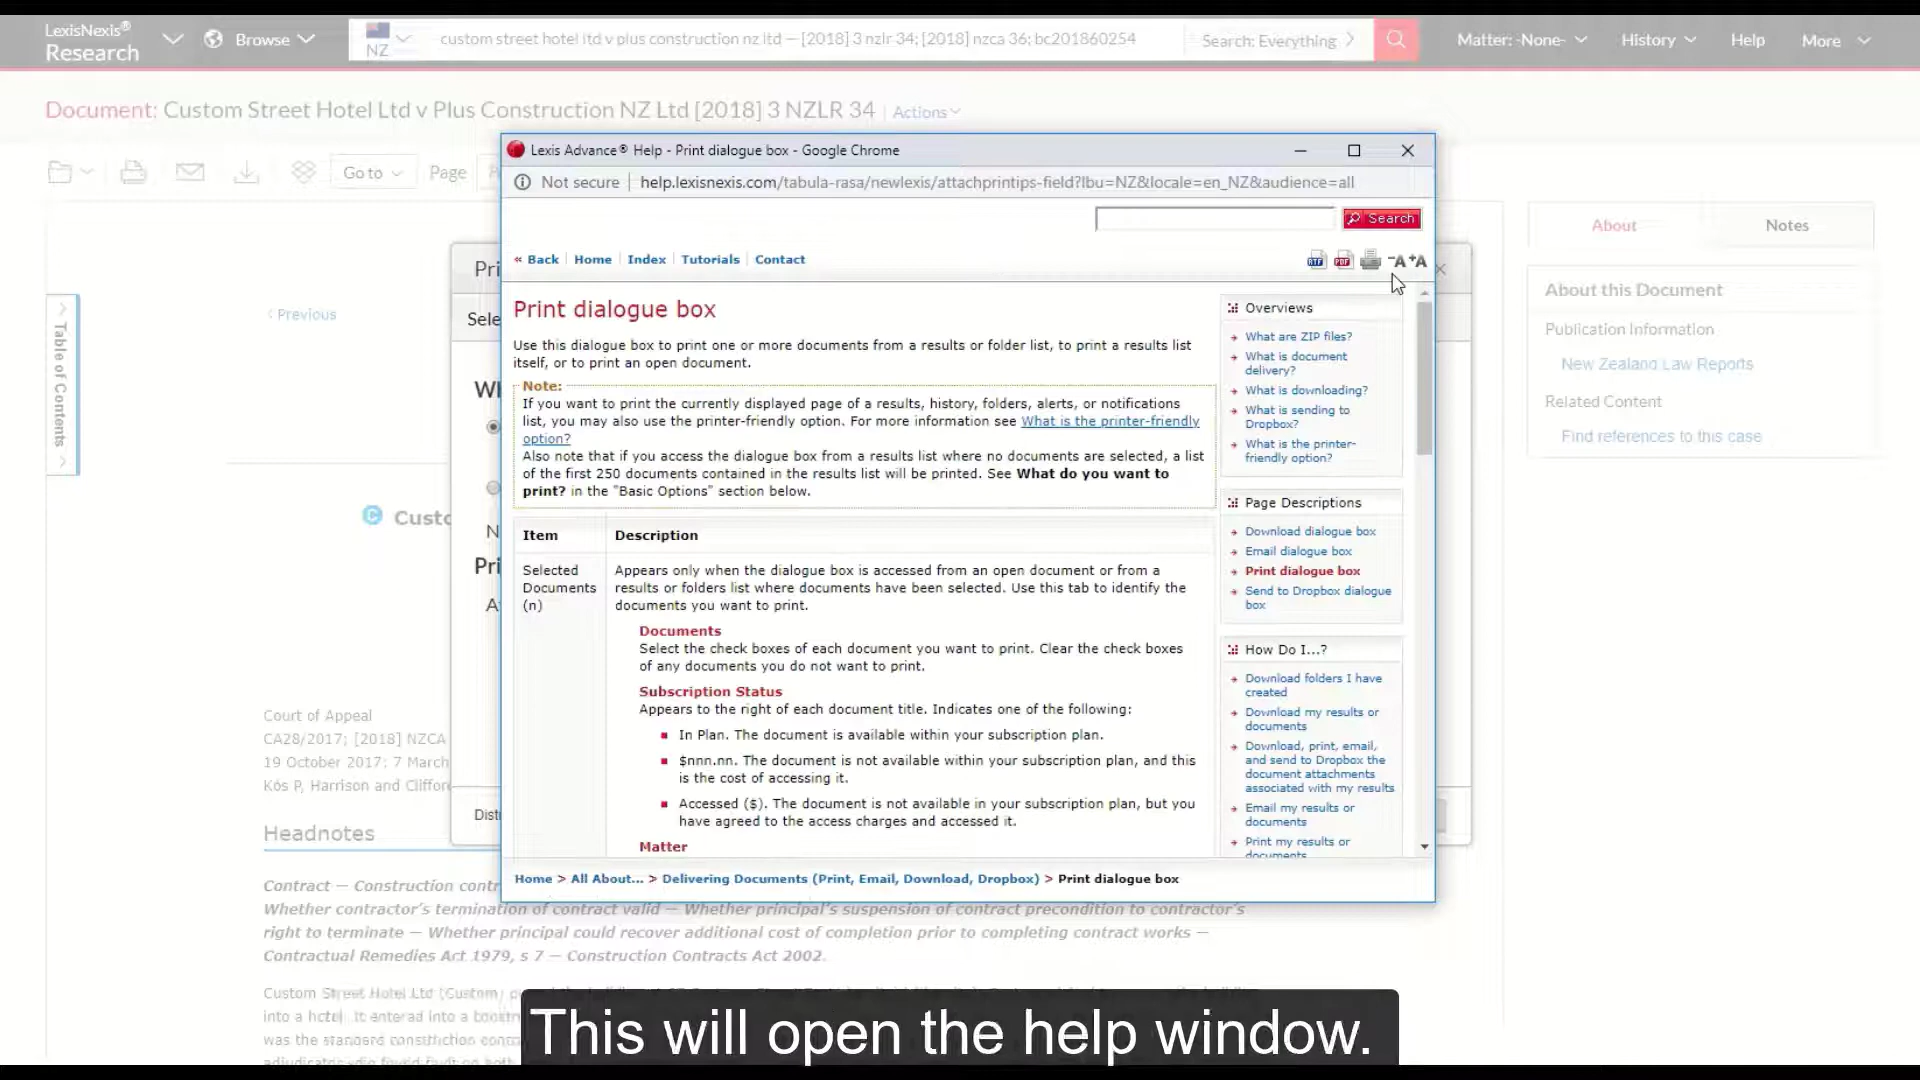 LexisNexis®
Research
Browse
NZ
custom street hotel ltd v plus construction nz ltd — [2018] 3 nzlr 34; [2018] nzca 36; bc201860254
Search: Everything
Matter: -None-
History
Help
More
Document: Custom Street Hotel Ltd v Plus Construction NZ Ltd [2018] 3 NZLR 34
Actions
Go to
Page
Lexis Advance® Help - Print dialogue box - Google Chrome
Not secure
help.lexisnexis.com/tabula-rasa/newlexis/attachprintips-field?lbu=NZ&locale=en_NZ&audience=all
Search
« Back
Home
Index
Tutorials
Contact
RTF
PDF
-A +A
Print dialogue box
Use this dialogue box to print one or more documents from a results or folder list, to print a results list
itself, or to print an open document.
Note:
If you want to print the currently displayed page of a results, history, folders, alerts, or notifications
list, you may also use the printer-friendly option. For more information see What is the printer-friendly
option?
Also note that if you access the dialogue box from a results list where no documents are selected, a list
of the first 250 documents contained in the results list will be printed. See What do you want to
print? in the "Basic Options" section below.
Item
Description
Selected
Documents
(n)
Appears only when the dialogue box is accessed from an open document or from a
results or folders list where documents have been selected. Use this tab to identify the
documents you want to print.
Documents
Select the check boxes of each document you want to print. Clear the check boxes
of any documents you do not want to print.
Subscription Status
Appears to the right of each document title. Indicates one of the following:
In Plan. The document is available within your subscription plan.
$nnn.nn. The document is not available within your subscription plan, and this
is the cost of accessing it.
Accessed ($). The document is not available in your subscription plan, but you
have agreed to the access charges and accessed it.
Matter
Overviews
What are ZIP files?
What is document
delivery?
What is downloading?
What is sending to
Dropbox?
What is the printer-
friendly option?
Page Descriptions
Download dialogue box
Email dialogue box
Print dialogue box
Send to Dropbox dialogue
box
How Do I...?
Download folders I have
created
Download my results or
documents
Download, print, email,
and send to Dropbox the
document attachments
associated with my results
Email my results or
documents
Print my results or
documents
Home > All About... > Delivering Documents (Print, Email, Download, Dropbox) > Print dialogue box
About
Notes
About this Document
Publication Information
New Zealand Law Reports
Related Content
Find references to this case
Table of Contents
Previous
Pri
Sele
Wh
N
Pri
A
Dist
C
Custo
Court of Appeal
CA28/2017; [2018] NZCA
19 October 2017; 7 March
Kós P, Harrison and Cliffor
Headnotes
Contract — Construction contr
Whether contractor's termination of contract valid — Whether principal's suspension of contract precondition to contractor's
right to terminate — Whether principal could recover additional cost of completion prior to completing contract works —
Contractual Remedies Act 1979, s 7 — Construction Contracts Act 2002.
Custom Street Hotel Ltd (Custom)
into a hotel. It entered into a
was the standard construction
This will open the help window.